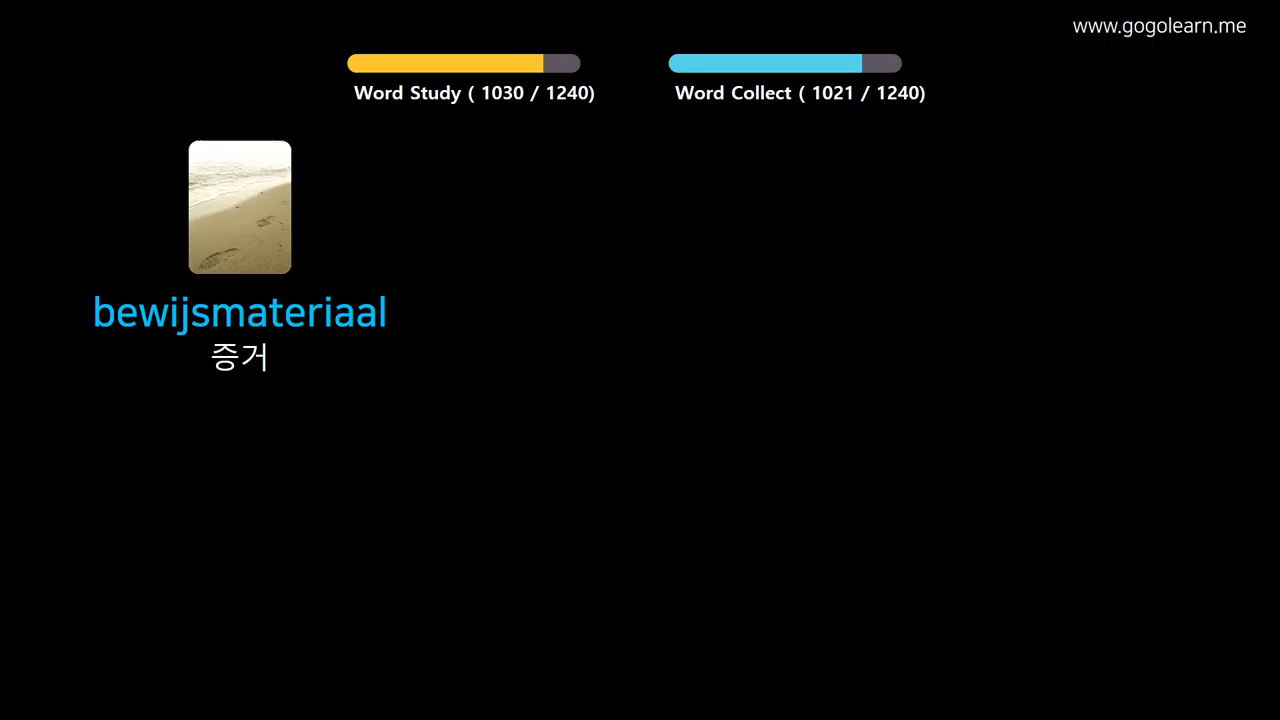 www.gogolearn.me
Word Study ( 1030 / 1240)
Word Collect ( 1021 / 1240)
bewijsmateriaal
증거